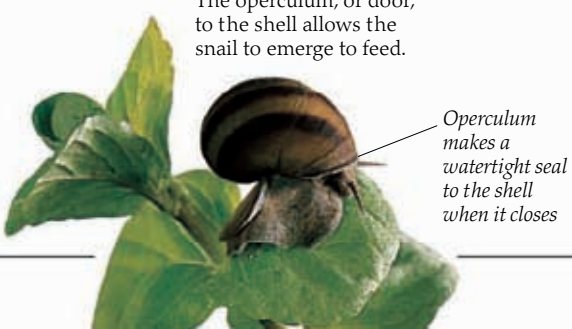 The operculum, or door,
to the shell allows the
snail to emerge to feed.
Operculum
makes a
watertight seal
to the shell
when it closes